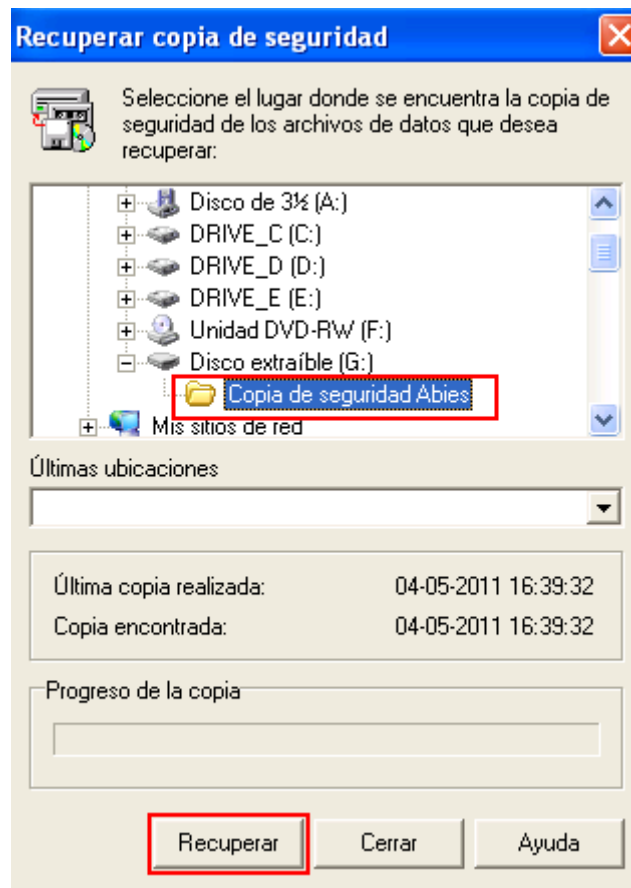 Recuperar copia de seguridad
Seleccione el lugar donde se encuentra la copia de
seguridad de los archivos de datos que desea
recuperar:
Disco de 3½ (A:)
DRIVE_C (C:)
DRIVE_D (D:)
DRIVE_E (E:)
Unidad DVD-RW (F:)
Disco extraíble (G:)
Copia de seguridad Abies
Mis sitios de red
Últimas ubicaciones
Última copia realizada: 04-05-2011 16:39:32
Copia encontrada: 04-05-2011 16:39:32
Progreso de la copia
Recuperar Cerrar Ayuda